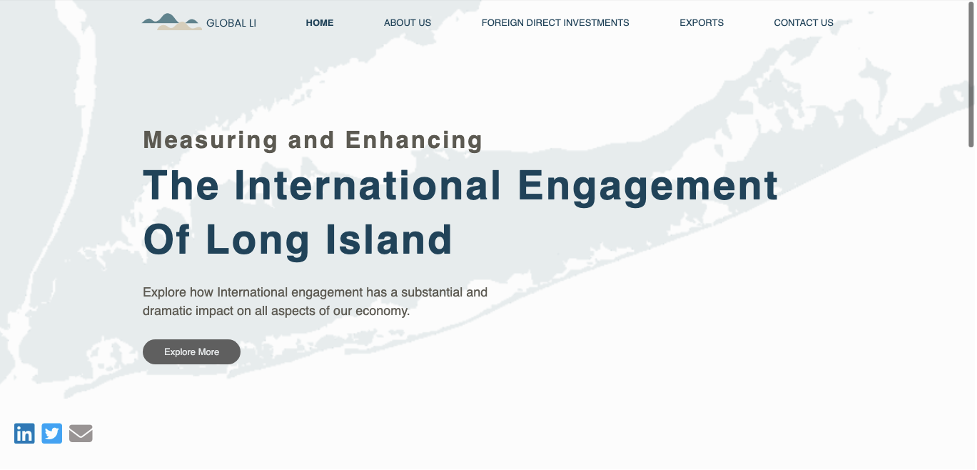 GLOBAL LI
HOME
ABOUT US
FOREIGN DIRECT INVESTMENTS
EXPORTS
CONTACT US
Measuring and Enhancing
The International Engagement
Of Long Island
Explore how International engagement has a substantial and
dramatic impact on all aspects of our economy.
Explore More
in